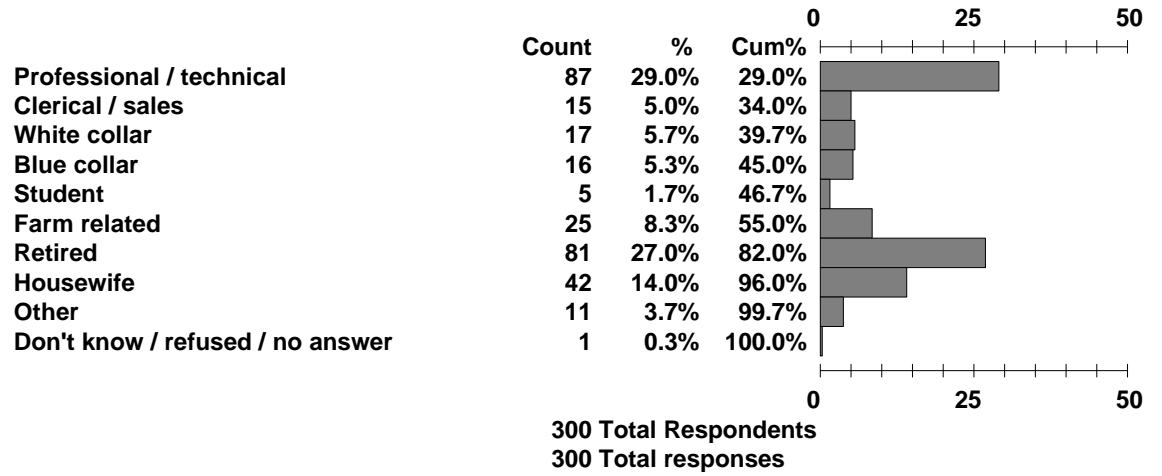 0 25 50
Count % Cum%
Professional / technical 87 29.0% 29.0%
Clerical / sales 15 5.0% 34.0%
White collar 17 5.7% 39.7%
Blue collar 16 5.3% 45.0%
Student 5 1.7% 46.7%
Farm related 25 8.3% 55.0%
Retired 81 27.0% 82.0%
Housewife 42 14.0% 96.0%
Other 11 3.7% 99.7%
Don't know / refused / no answer 1 0.3% 100.0%
0 25 50
300 Total Respondents
300 Total responses